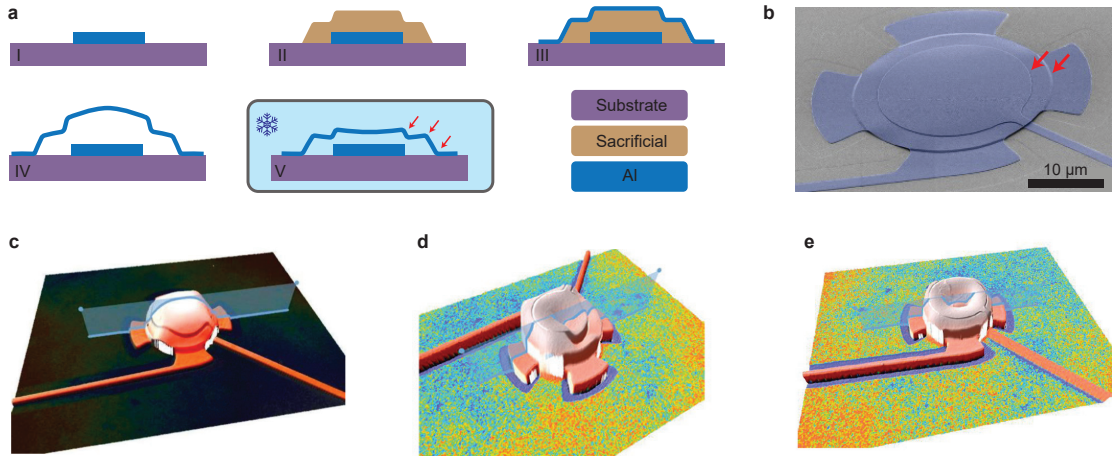 a
b
I
II
III
IV
V
Substrate
Sacrificial
Al
10 µm
c
d
e